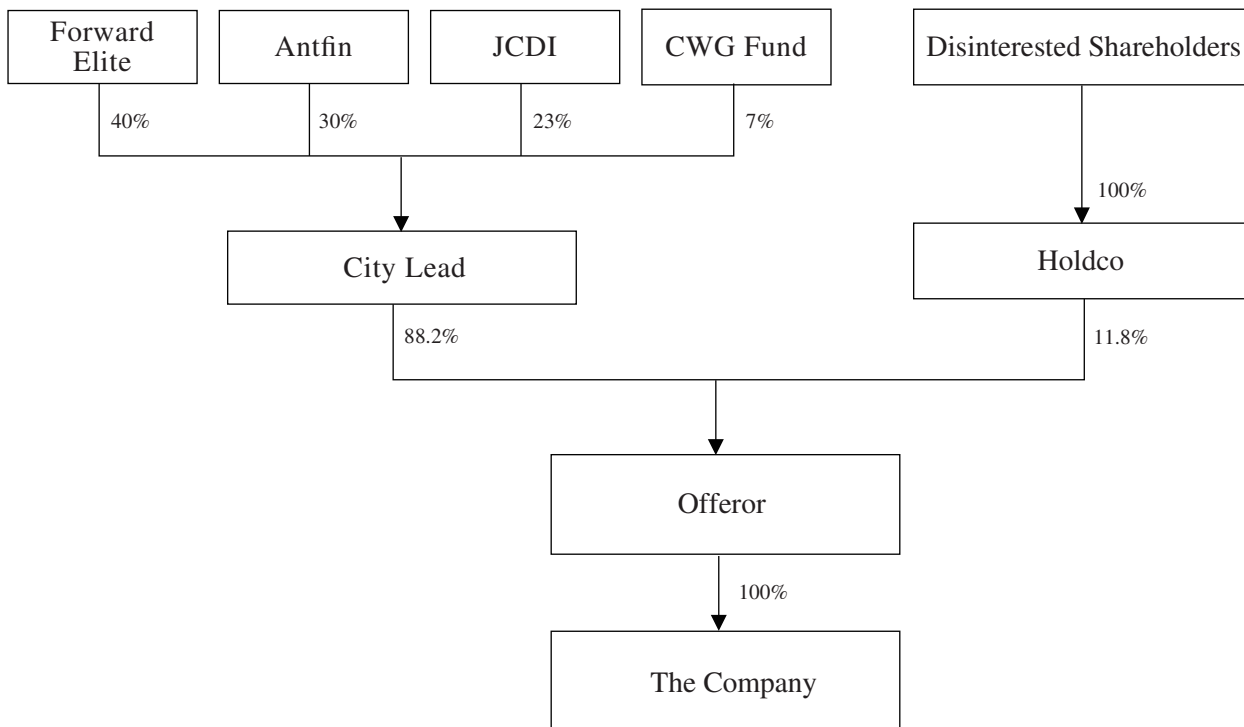 Forward
Elite
Antfin
JCDI
CWG Fund
Disinterested Shareholders
40%
30%
23%
7%
100%
City Lead
Holdco
88.2%
11.8%
Offeror
100%
The Company